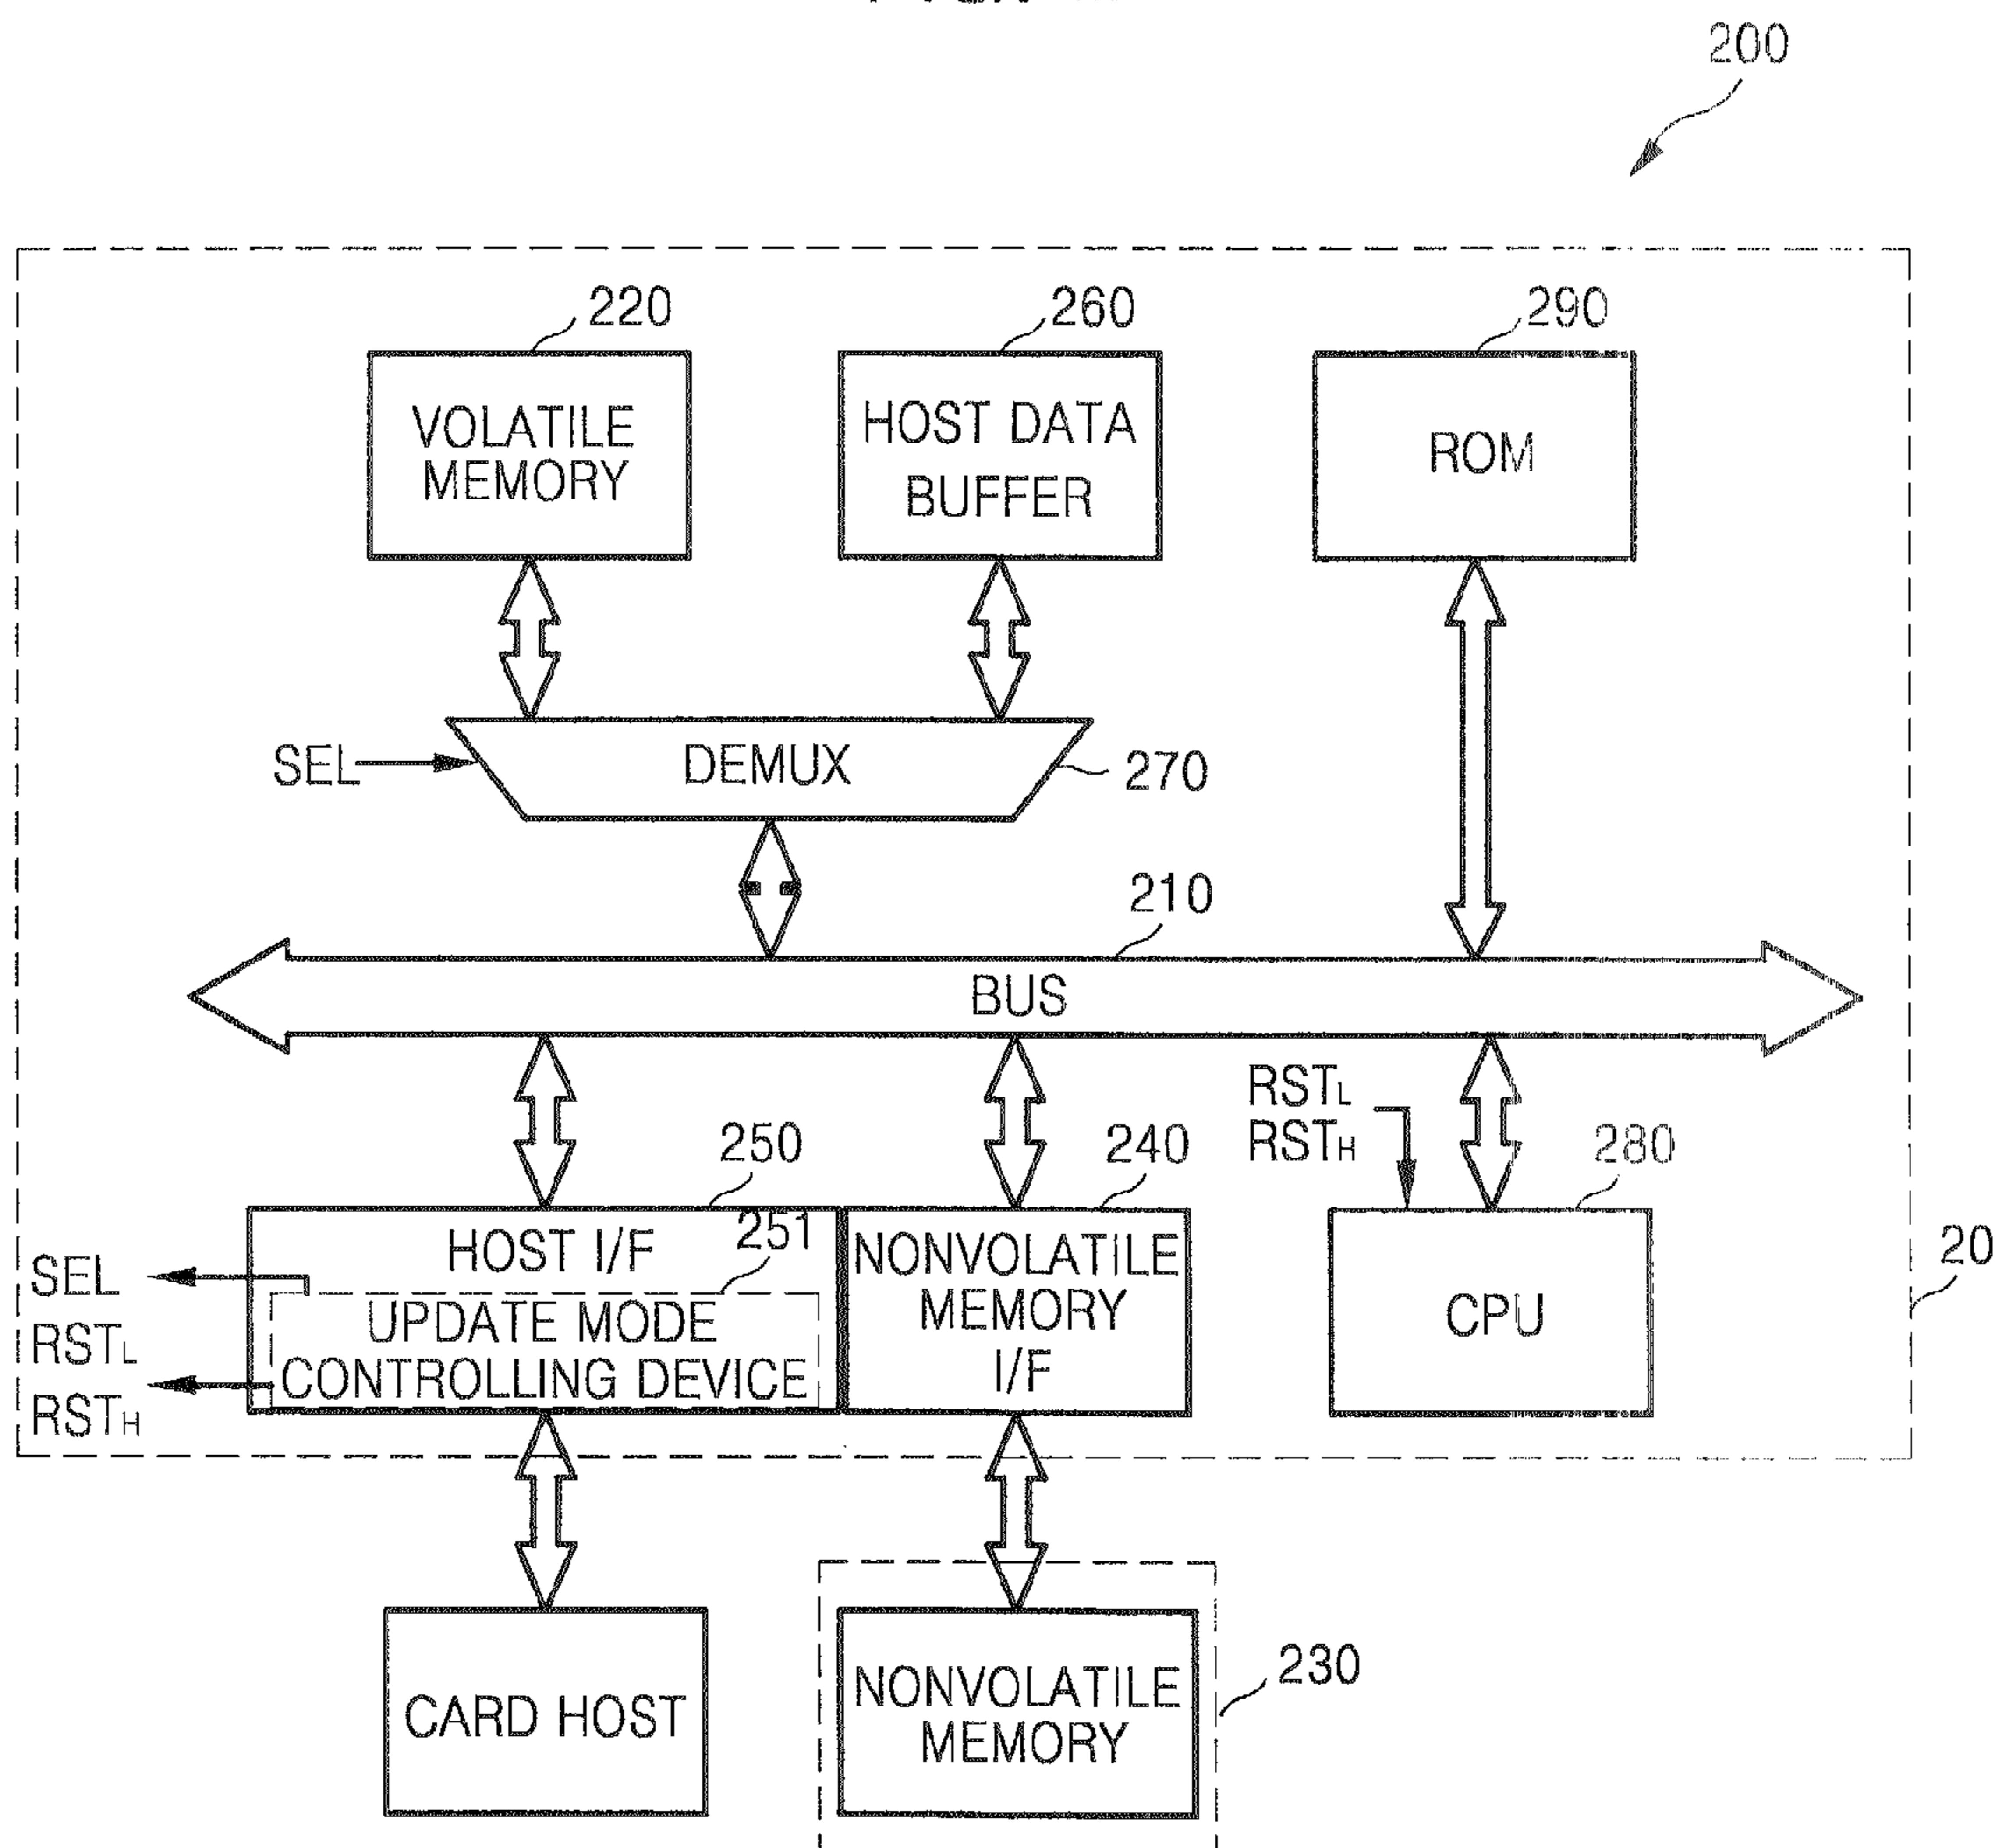 200
220
260
290
VOLATILE
MEMORY
HOST DATA
BUFFER
ROM
SEL
DEMUX
270
210
BUS
RSTL
RSTH
250
240
280
HOST I/F
251
NONVOLATILE
MEMORY
I/F
SEL
UPDATE MODE
CONTROLLING DEVICE
RSTL
RSTH
CPU
20
CARD HOST
NONVOLATILE
MEMORY
230